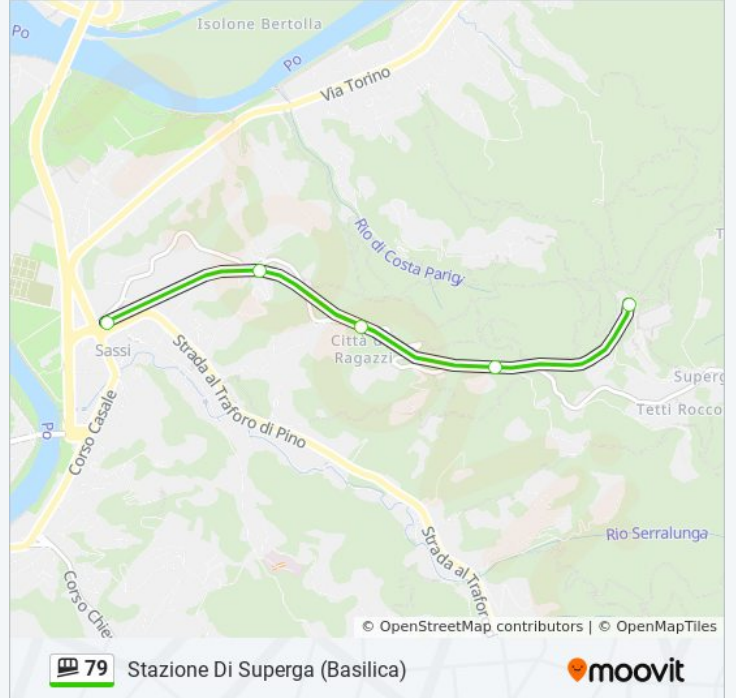 Isolone Bertolla
Po
Po
Via Torino
Rio di Costa Parigi
Città
Ragazzi
Sassi
Strada al Traforo di Pino
Superg
Tetti Rocco
Po
Corso Casale
Strada al Trafor
Rio Serralunga
Corso Chie
© OpenStreetMap contributors | © OpenMapTiles
79 Stazione Di Superga (Basilica)
moovit